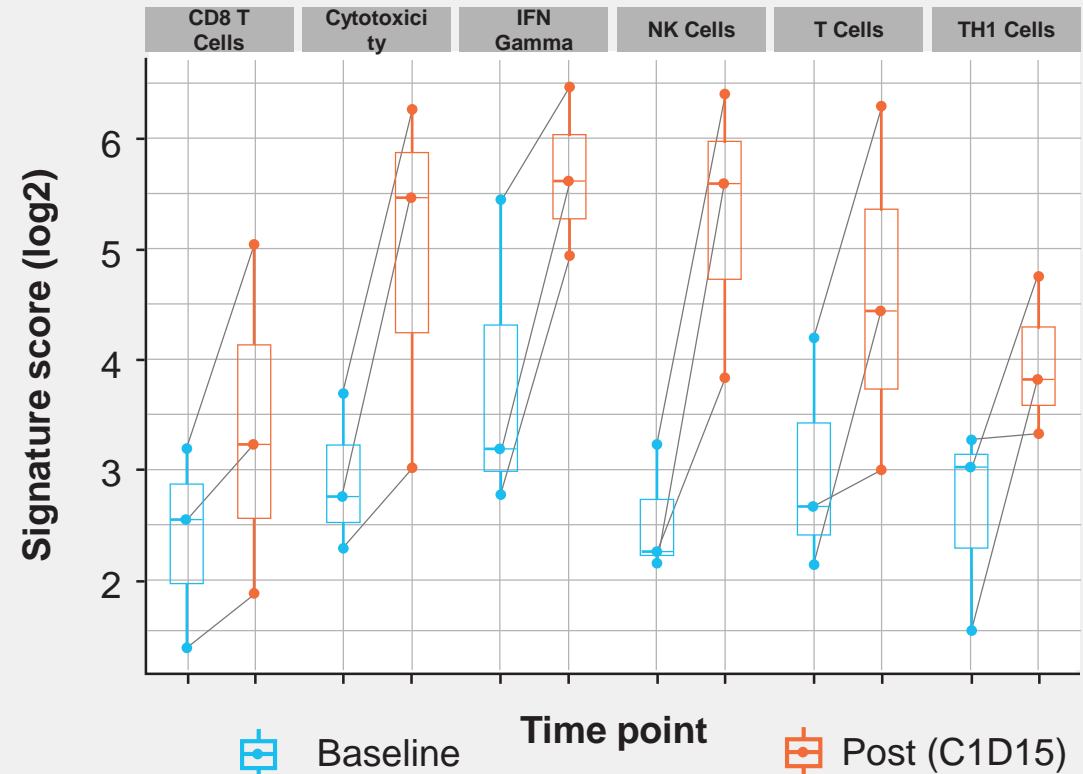 CD8 T
Cells
Cytotoxici
ty
IFN
Gamma
NK Cells
T Cells
TH1 Cells
Signature score (log2)
6
5
4
3
2
Time point
Baseline
Post (C1D15)